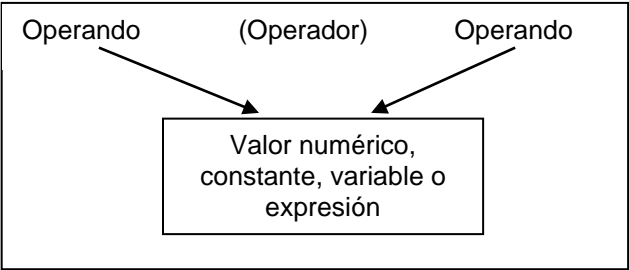 Operando (Operador) Operando
Valor numérico,
constante, variable o
expresión